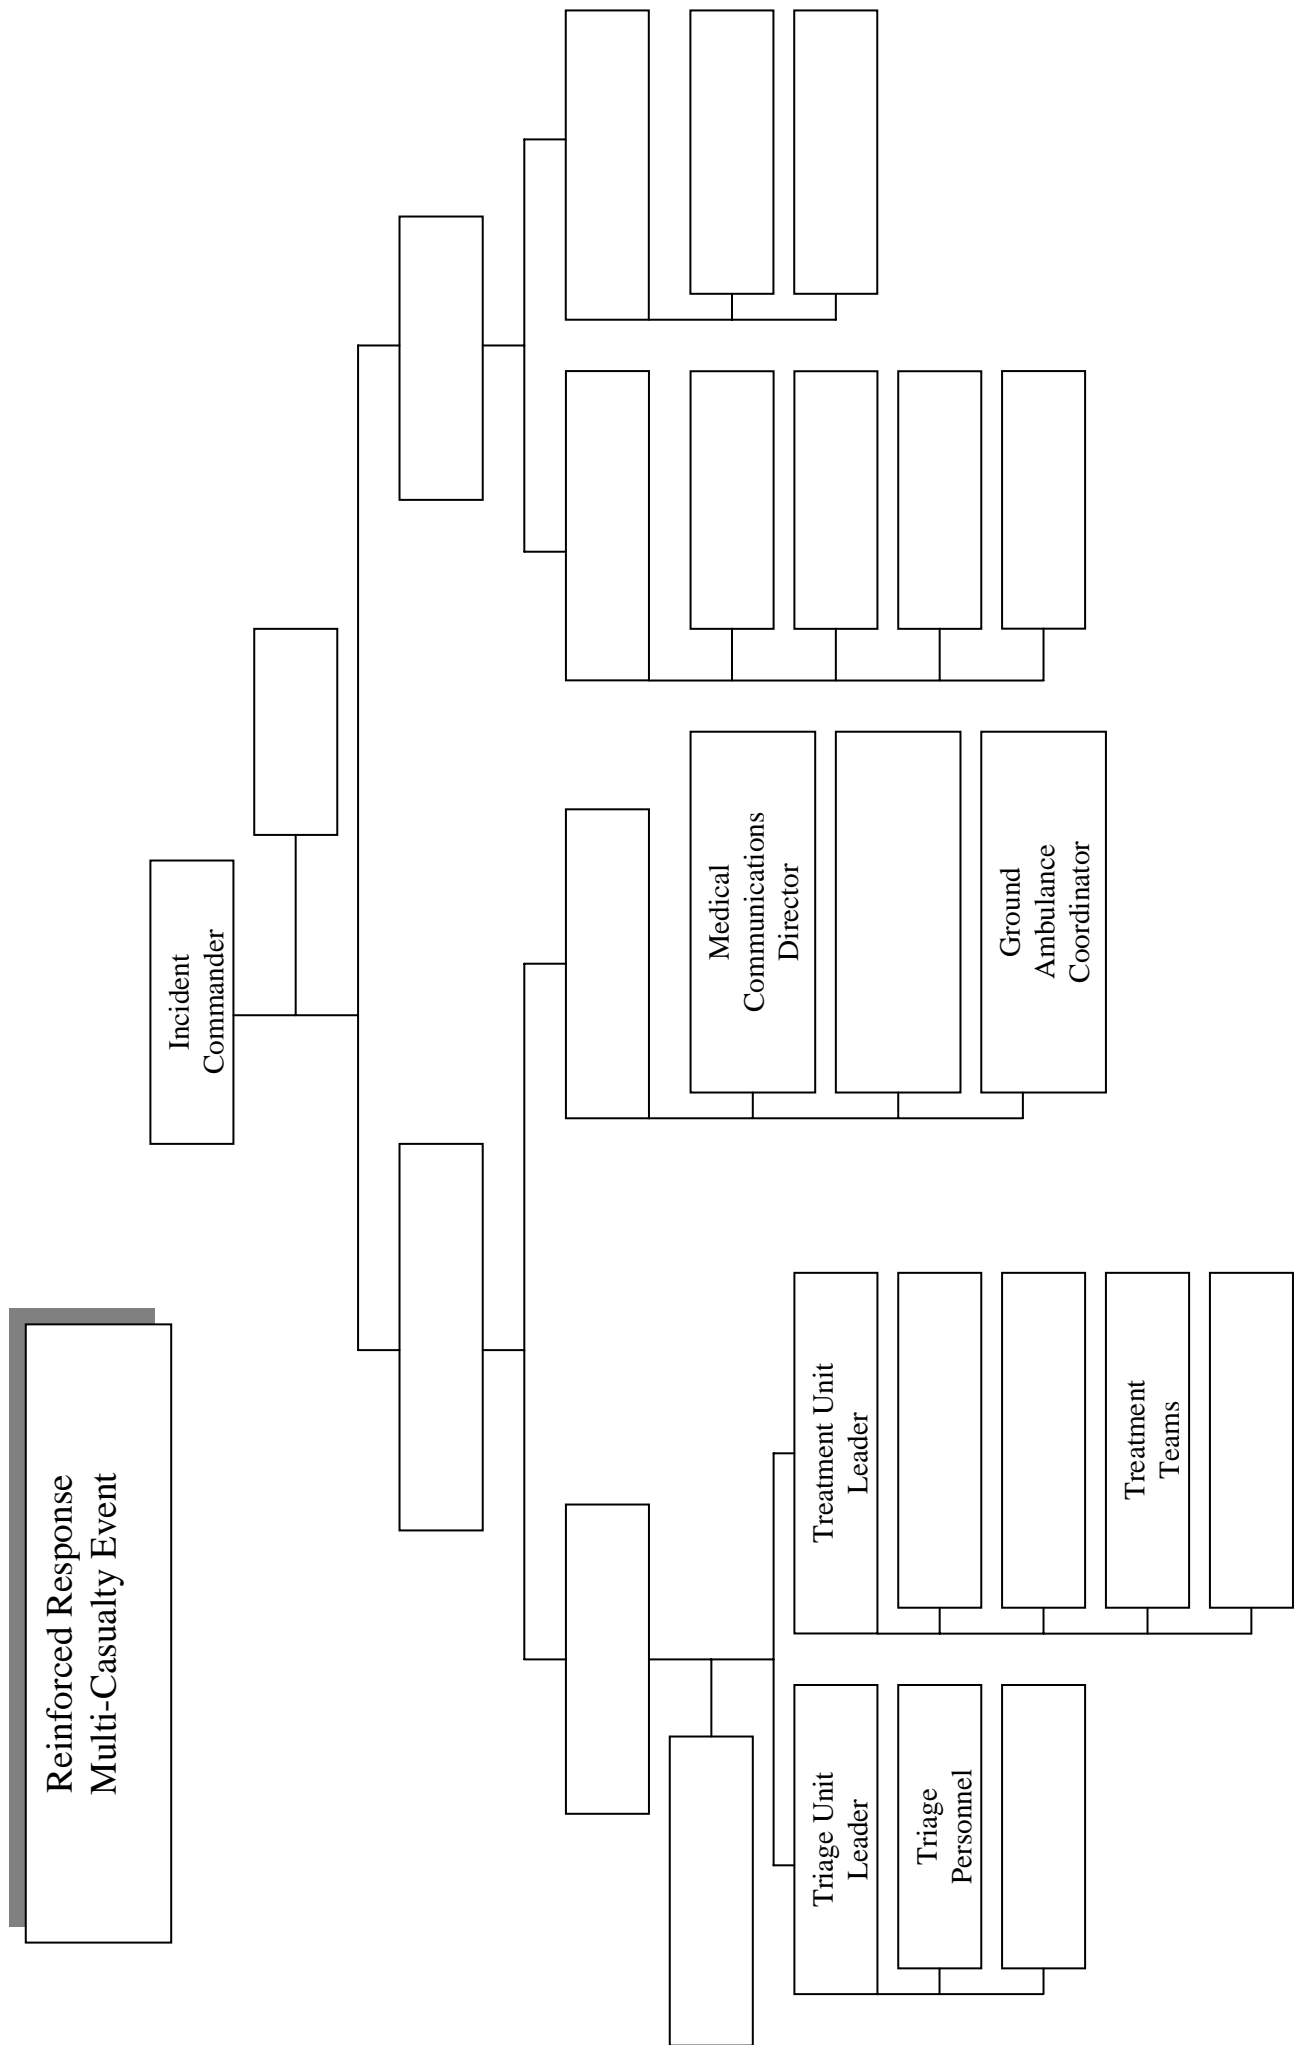 Reinforced Response
Multi-Casualty Event
Incident
Commander
Medical
Communications
Director
Ground
Ambulance
Coordinator
Triage Unit
Leader
Triage
Personnel
Treatment Unit
Leader
Treatment
Teams